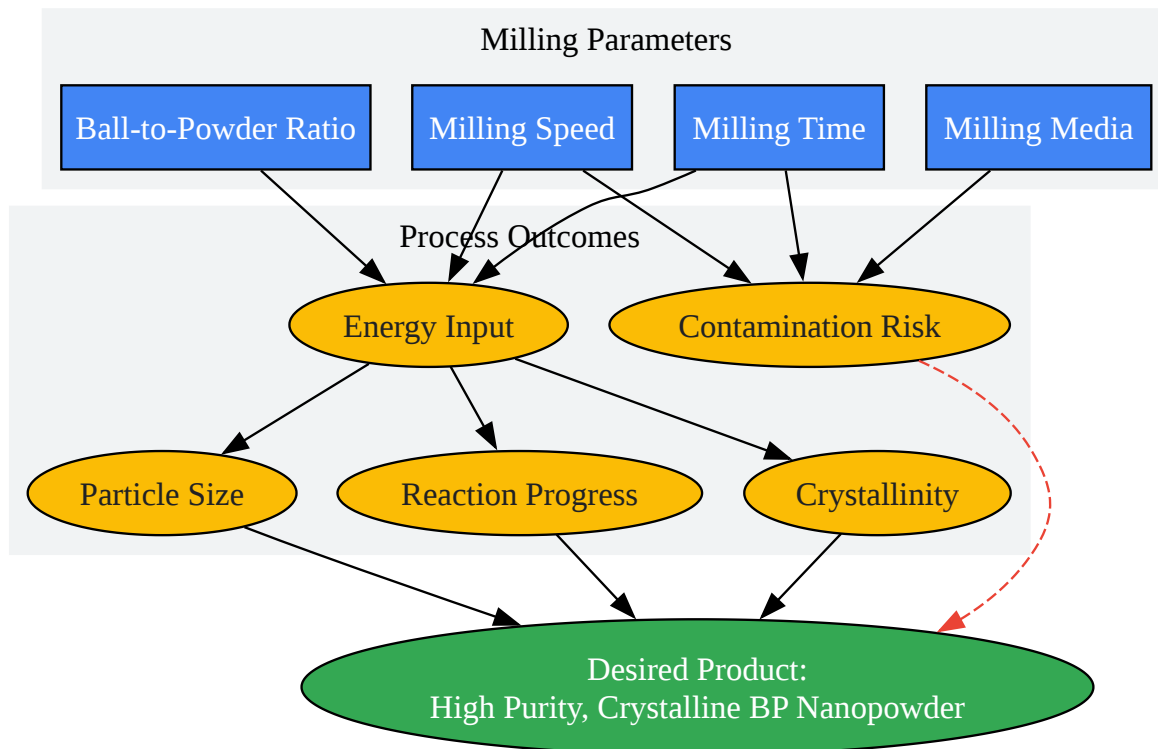 Milling Parameters
Ball-to-Powder Ratio
Milling Speed
Milling Time
Milling Media
Process Outcomes
Energy Input
Contamination Risk
Particle Size
Reaction Progress
Crystallinity
Desired Product:
High Purity, Crystalline BP Nanopowder